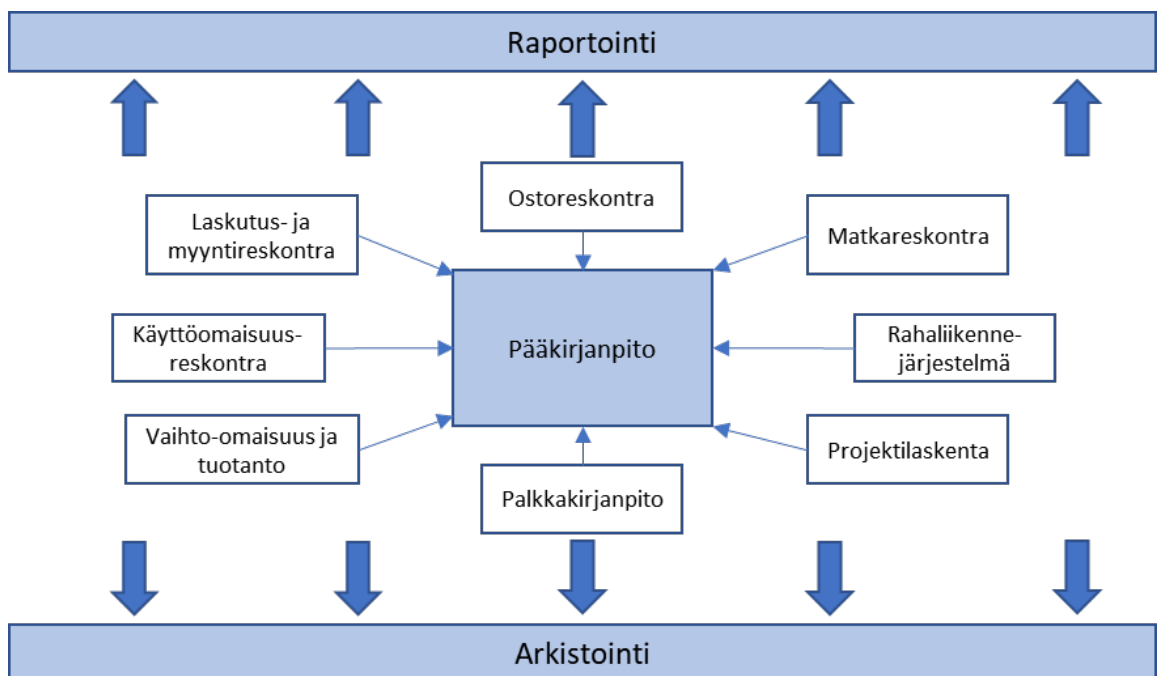 Raportointi
Ostoreskontra
Laskutus- ja
myyntireskontra
Matkareskontra
Käyttöomaisuus-
reskontra
Pääkirjanpito
Rahaliikenne-
järjestelmä
Vaihto-omaisuus ja
tuotanto
Projektilaskenta
Palkkakirjanpito
Arkistointi